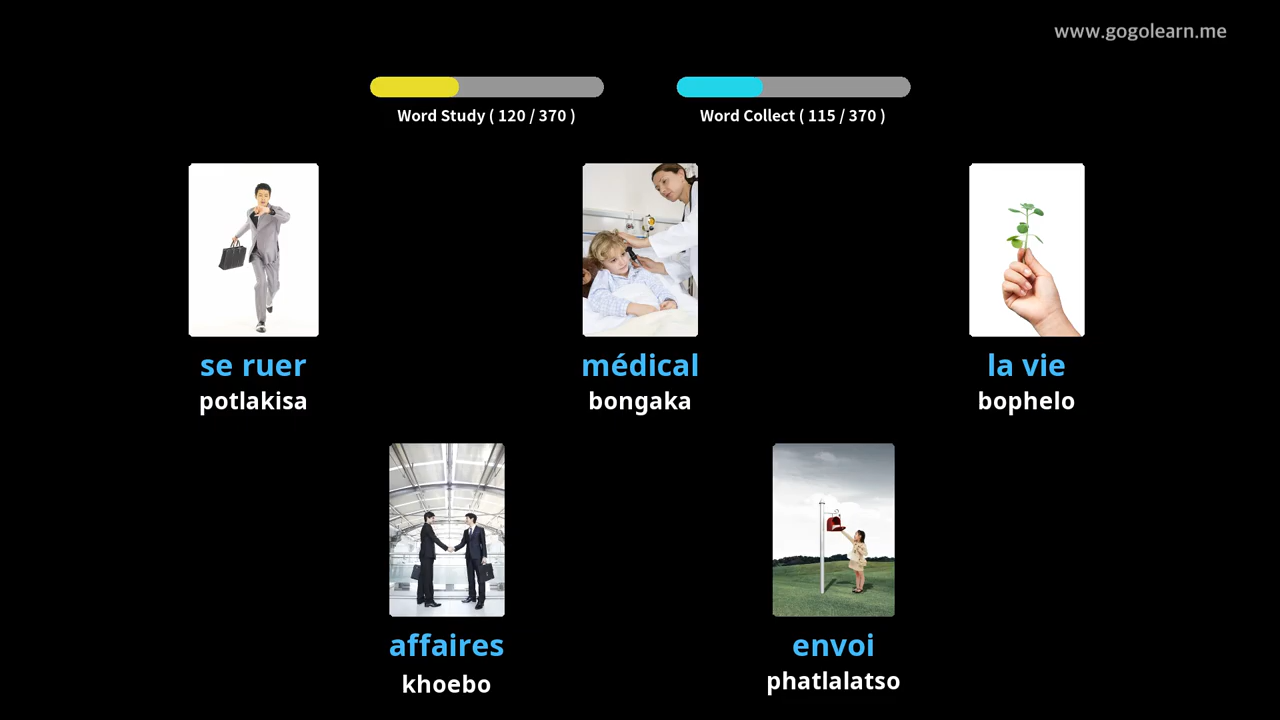 www.gogolearn.me
Word Study ( 120 / 370 )
Word Collect ( 115 / 370 )
se ruer
potlakisa
médical
bongaka
la vie
bophelo
affaires
khoebo
envoi
phatlalatso